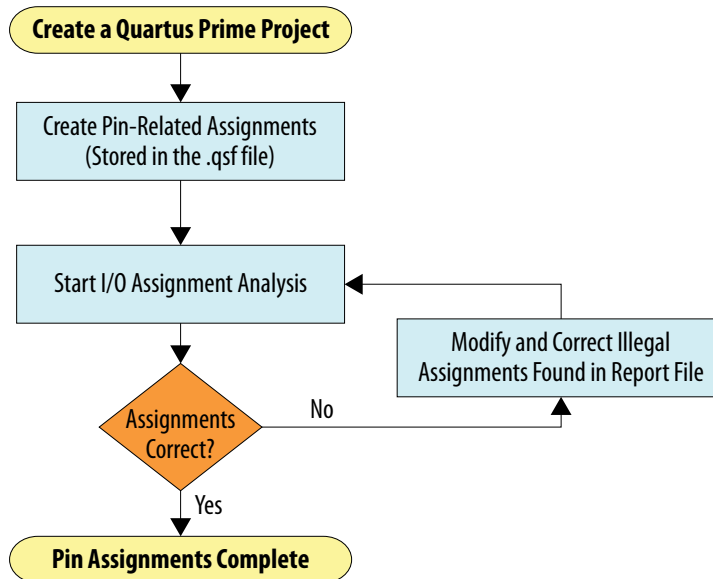 Create a Quartus Prime Project
Create Pin-Related Assignments
(Stored in the .qsf file)
Start I/O Assignment Analysis
Modify and Correct Illegal
Assignments Found in Report File
Assignments
Correct?
No
Yes
Pin Assignments Complete